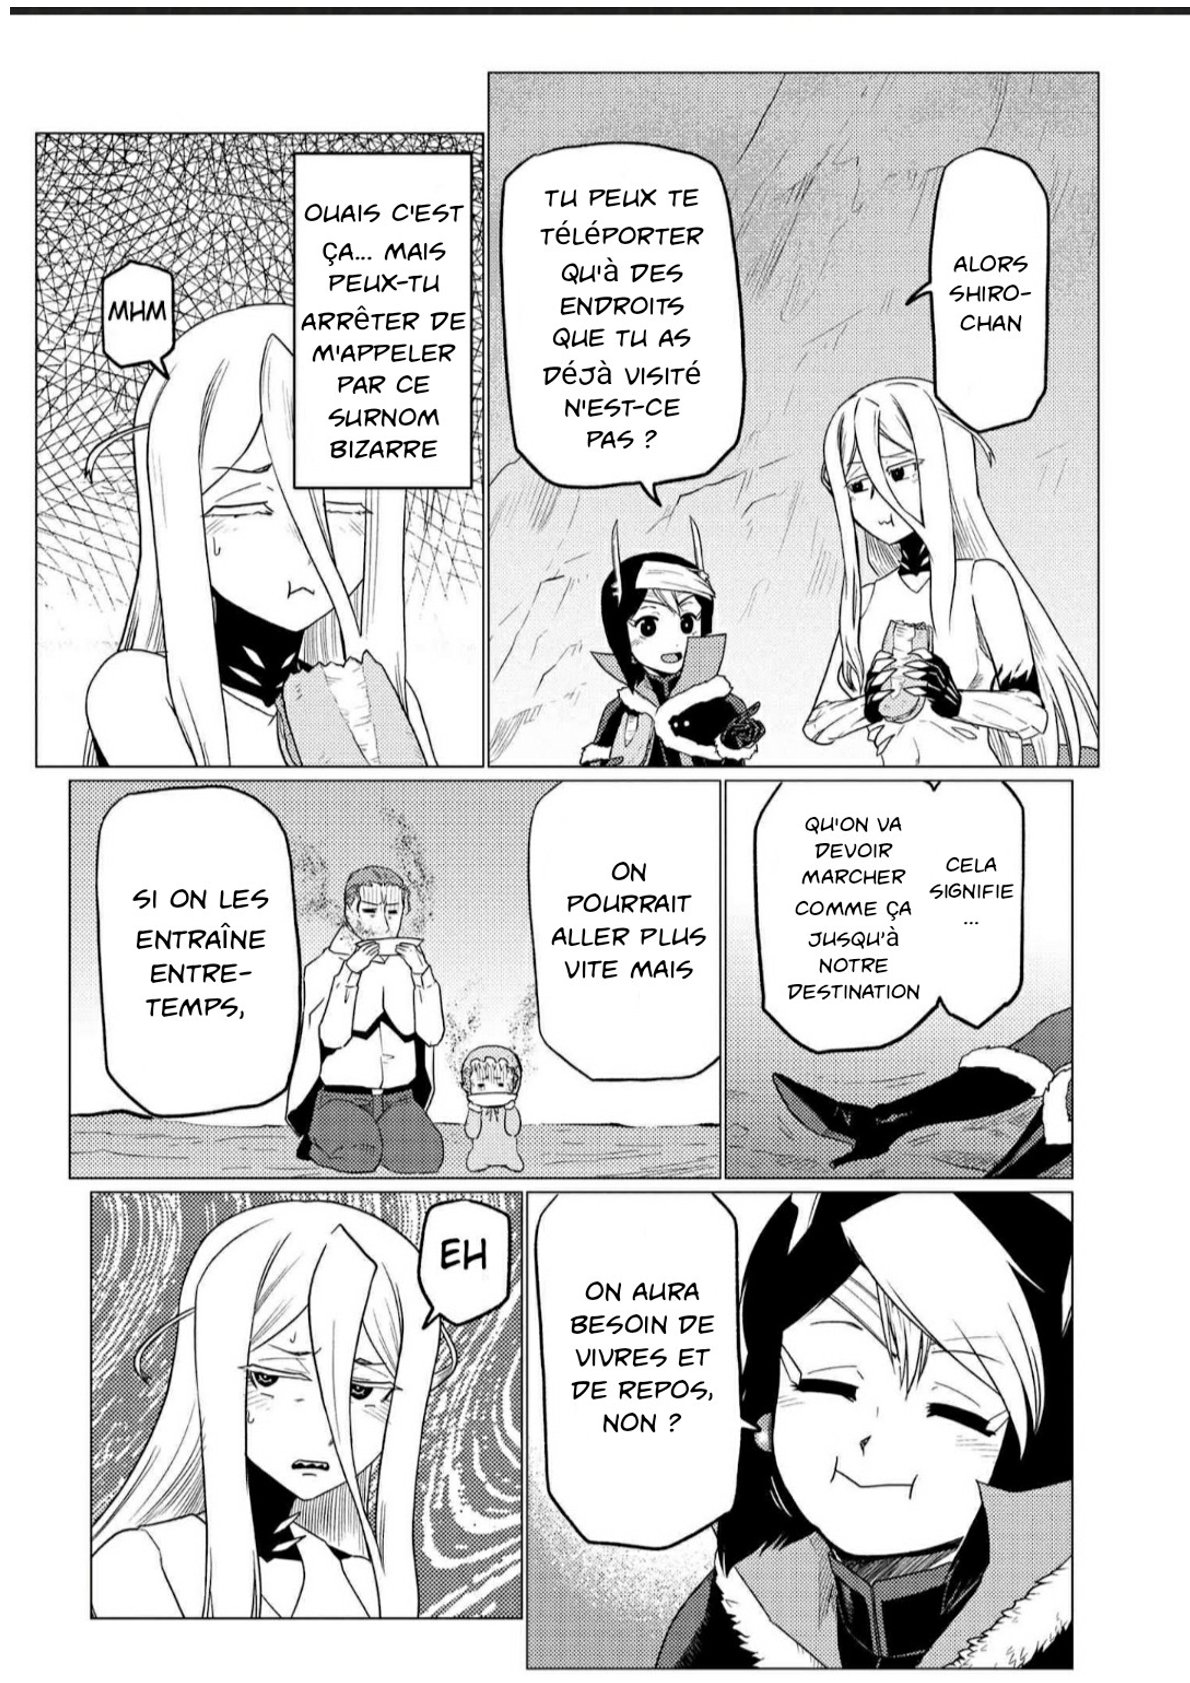 ALORS
SHIRO-
CHAN
TU PEUX TE
TÉLÉPORTER
QU'À DES
ENDROITS
QUE TU AS
DÉJÀ VISITÉ
N'EST-CE
PAS ?
OUAIS C'EST
ÇA... MAIS
PEUX-TU
ARRÊTER DE
M'APPELER
PAR CE
SURNOM
BIZARRE
MHM
CELA
SIGNIFIE
...
QU'ON VA
DEVOIR
MARCHER
COMME ÇA
JUSQU'À
NOTRE
DESTINATION
ON
POURRAIT
ALLER PLUS
VITE MAIS
SI ON LES
ENTRAÎNE
ENTRE-
TEMPS,
ON AURA
BESOIN DE
VIVRES ET
DE REPOS,
NON ?
EH